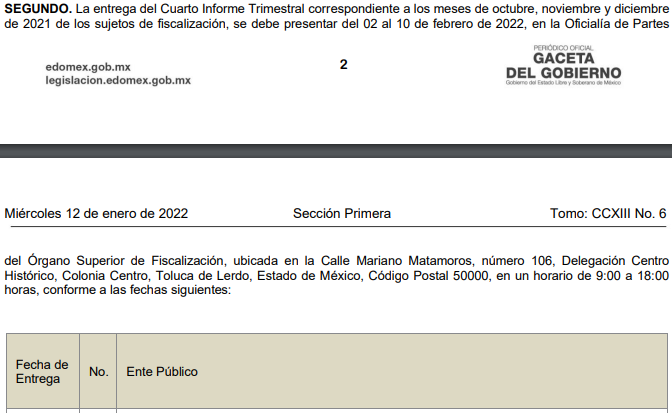 SEGUNDO. La entrega del Cuarto Informe Trimestral correspondiente a los meses de octubre, noviembre y diciembre
de 2021 de los sujetos de fiscalización, se debe presentar del 02 al 10 de febrero de 2022, en la Oficialía de Partes
edomex.gob.mx
legislacion.edomex.gob.mx
2
PERIÓDICO OFICIAL
GACETA
DEL GOBIERNO
Gobierno del Estado Libre y Soberano de México
Miércoles 12 de enero de 2022 Sección Primera Tomo: CCXIII No. 6
del Órgano Superior de Fiscalización, ubicada en la Calle Mariano Matamoros, número 106, Delegación Centro
Histórico, Colonia Centro, Toluca de Lerdo, Estado de México, Código Postal 50000, en un horario de 9:00 a 18:00
horas, conforme a las fechas siguientes:
Fecha de
Entrega
No.
Ente Público